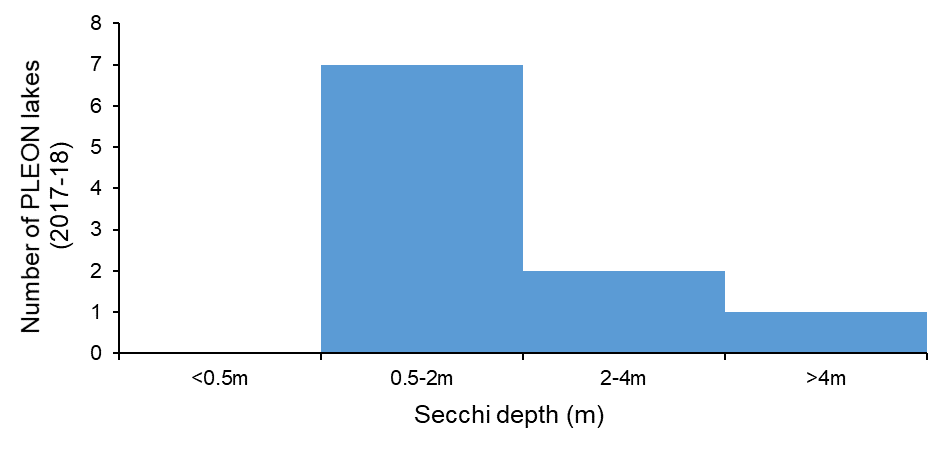 Number of PLEON lakes
(2017-18)
8
7
6
5
4
3
2
1
0
<0.5m
0.5-2m
2-4m
>4m
Secchi depth (m)